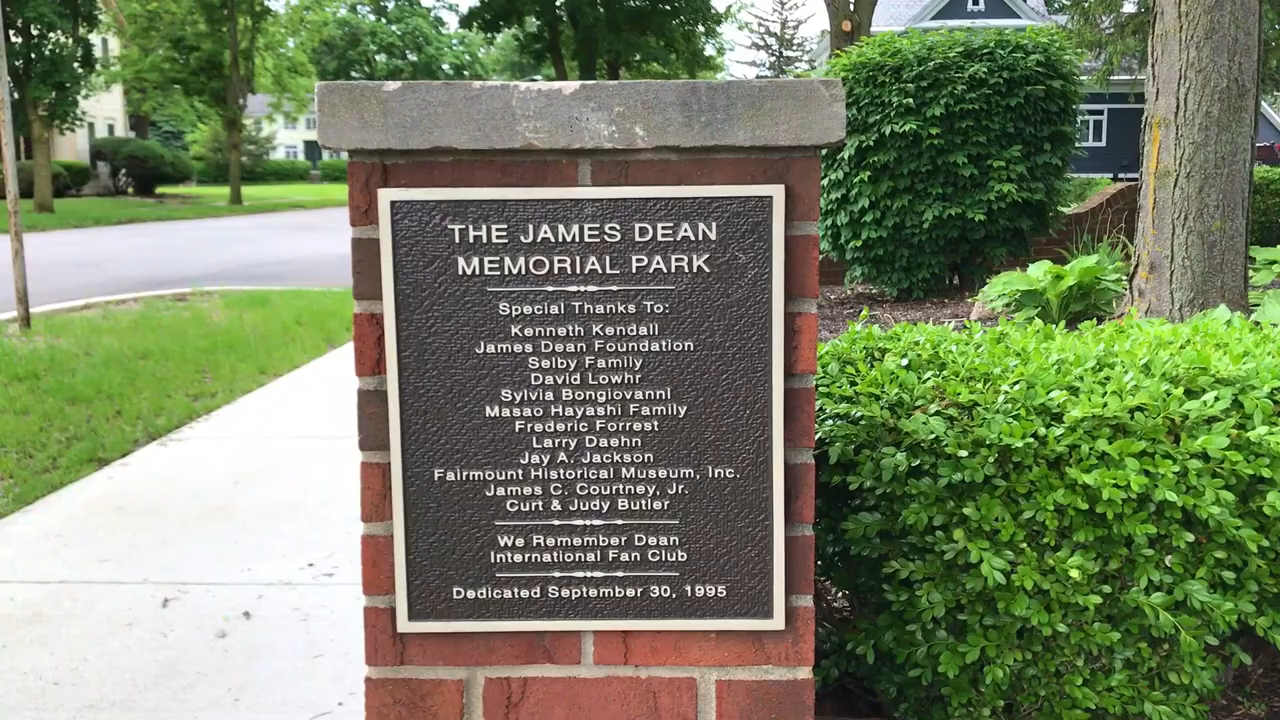 THE JAMES DEAN
MEMORIAL PARK
Special Thanks To:
Kenneth Kendall
James Dean Foundation
Selby Family
David Lowhr
Sylvia Bongiovanni
Masao Hayashi Family
Frederic Forrest
Larry Daehn
Jay A. Jackson
Fairmount Historical Museum, Inc.
James C. Courtney, Jr.
Curt & Judy Butler
We Remember Dean
International Fan Club
Dedicated September 30, 1995